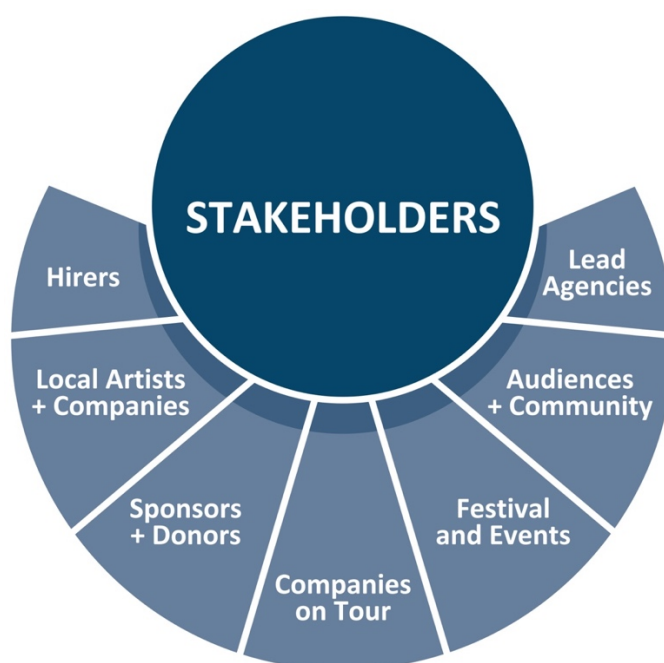 STAKEHOLDERS
Hirers
Local Artists
+ Companies
Sponsors
+ Donors
Companies
on Tour
Festival
and Events
Audiences
+ Community
Lead
Agencies